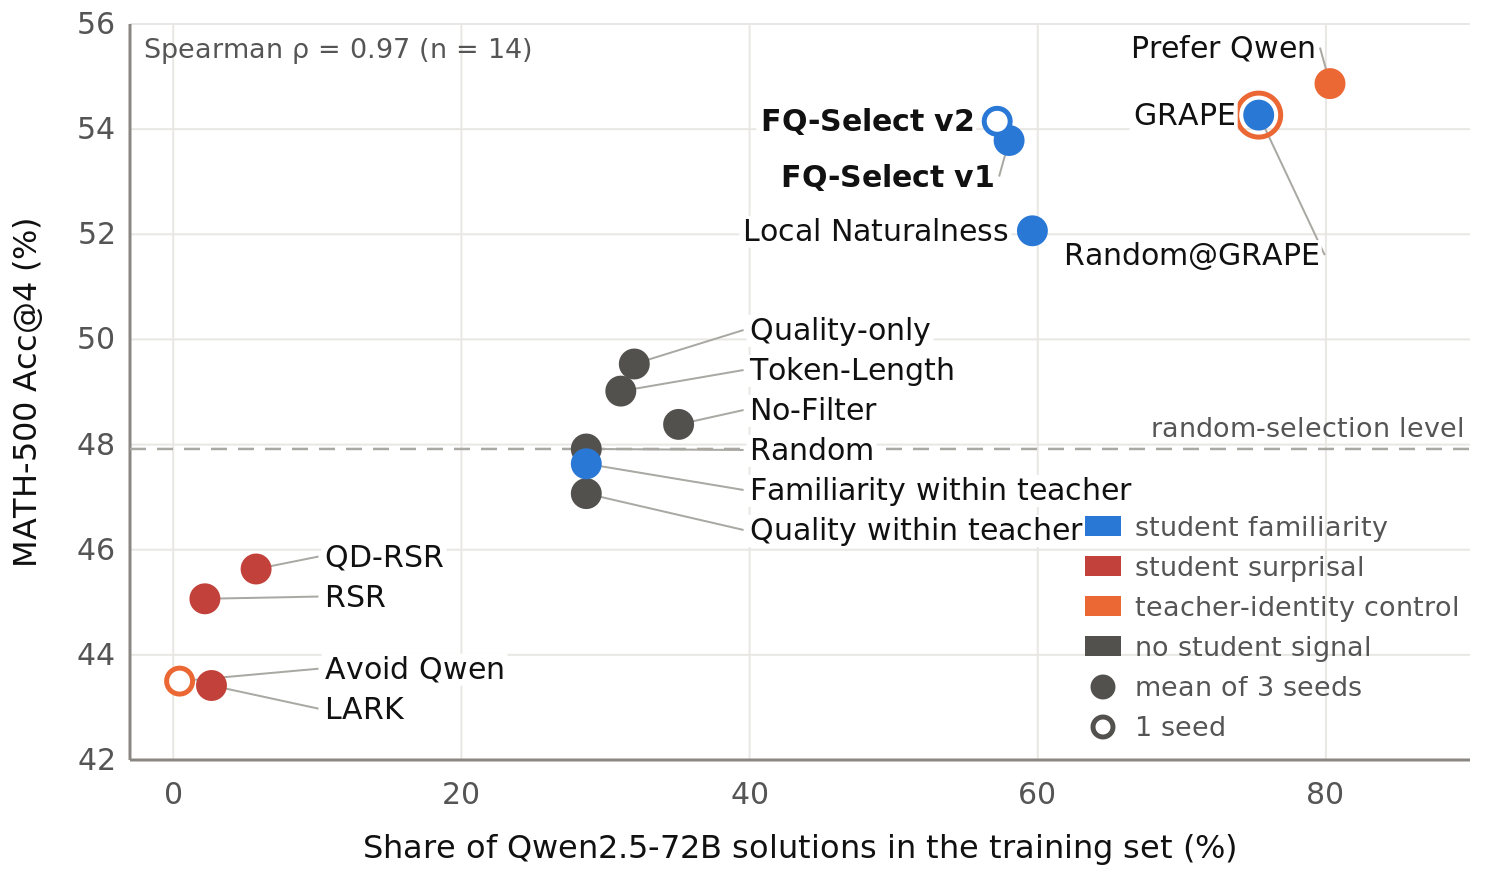 Spearman ρ = 0.97 (n = 14)
MATH-500 Acc@4 (%)
56
54
52
50
48
46
44
42
Prefer Qwen
GRAPE
FQ-Select v2
FQ-Select v1
Local Naturalness
Random@GRAPE
Quality-only
Token-Length
No-Filter
random-selection level
Random
Familiarity within teacher
Quality within teacher
QD-RSR
RSR
Avoid Qwen
LARK
student familiarity
student surprisal
teacher-identity control
no student signal
mean of 3 seeds
1 seed
0 20 40 60 80
Share of Qwen2.5-72B solutions in the training set (%)